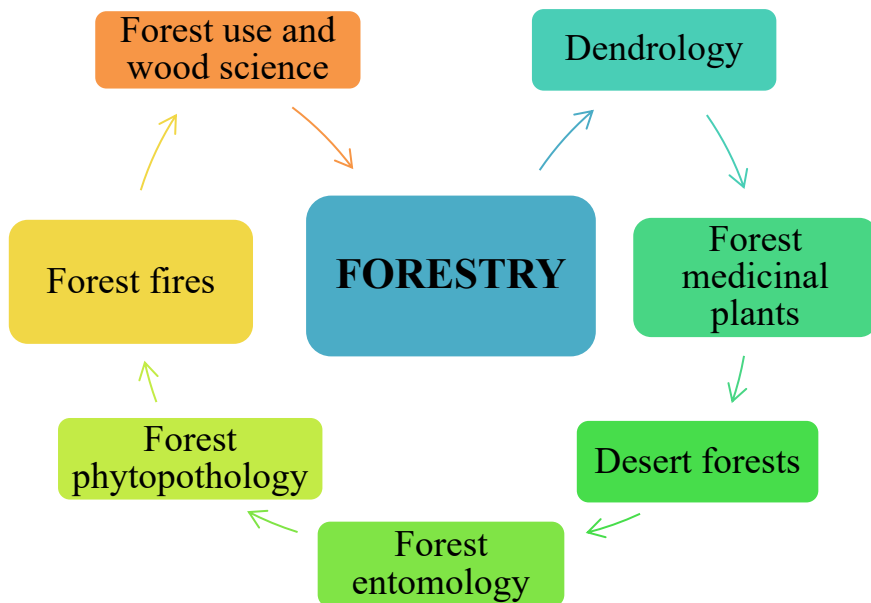 Forest use and
wood science
Dendrology
FORESTRY
Forest
medicinal
plants
Forest fires
Desert forests
Forest
phytopothology
Forest
entomology